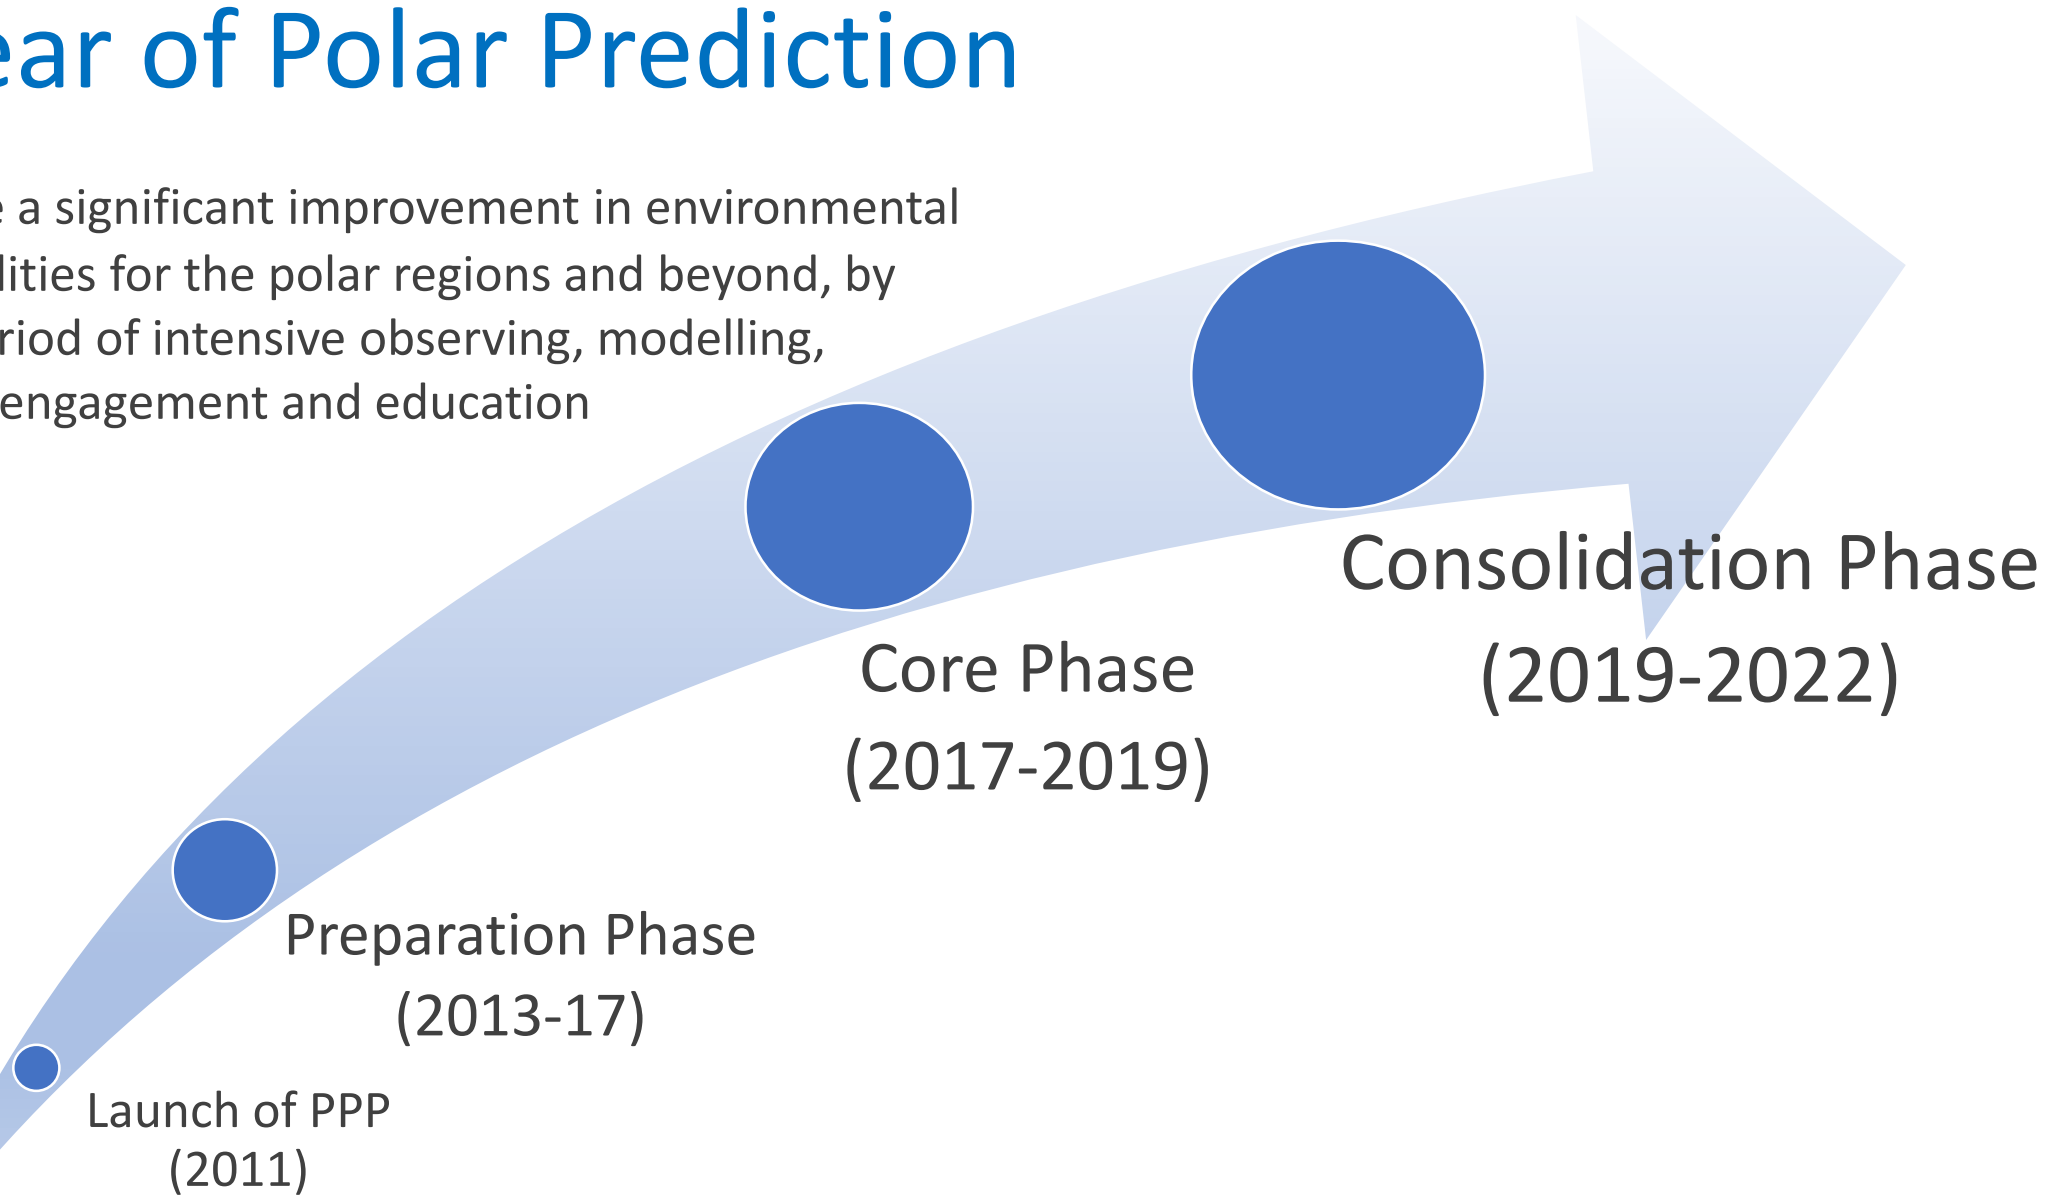 ear of Polar Prediction
e a significant improvement in environmental
lities for the polar regions and beyond, by
riod of intensive observing, modelling,
engagement and education
Consolidation Phase
(2019-2022)
Core Phase
(2017-2019)
Preparation Phase
(2013-17)
Launch of PPP
(2011)